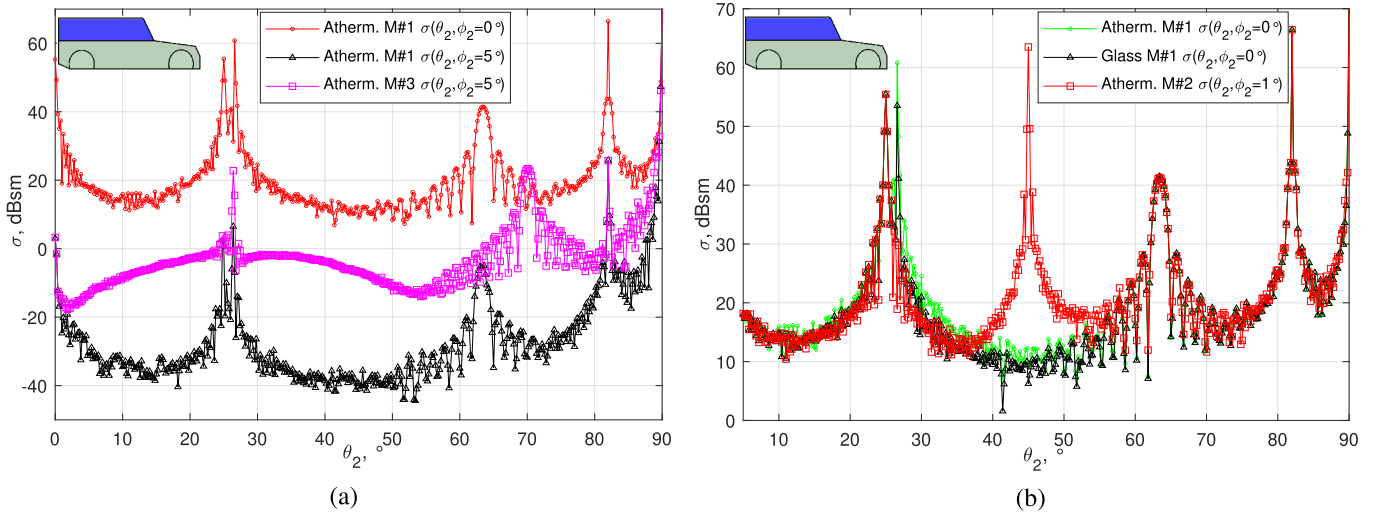 Atherm. M#1 σ(θ₂,ϕ₂=0°)
Atherm. M#1 σ(θ₂,ϕ₂=5°)
Atherm. M#3 σ(θ₂,ϕ₂=5°)
60
40
20
0
-20
-40
σ, dBsm
0 10 20 30 40 50 60 70 80 90
θ₂, °
(a)
Atherm. M#1 σ(θ₂,ϕ₂=0°)
Glass M#1 σ(θ₂,ϕ₂=0°)
Atherm. M#2 σ(θ₂,ϕ₂=1°)
70
60
50
40
30
20
10
0
σ, dBsm
10 20 30 40 50 60 70 80 90
θ₂, °
(b)